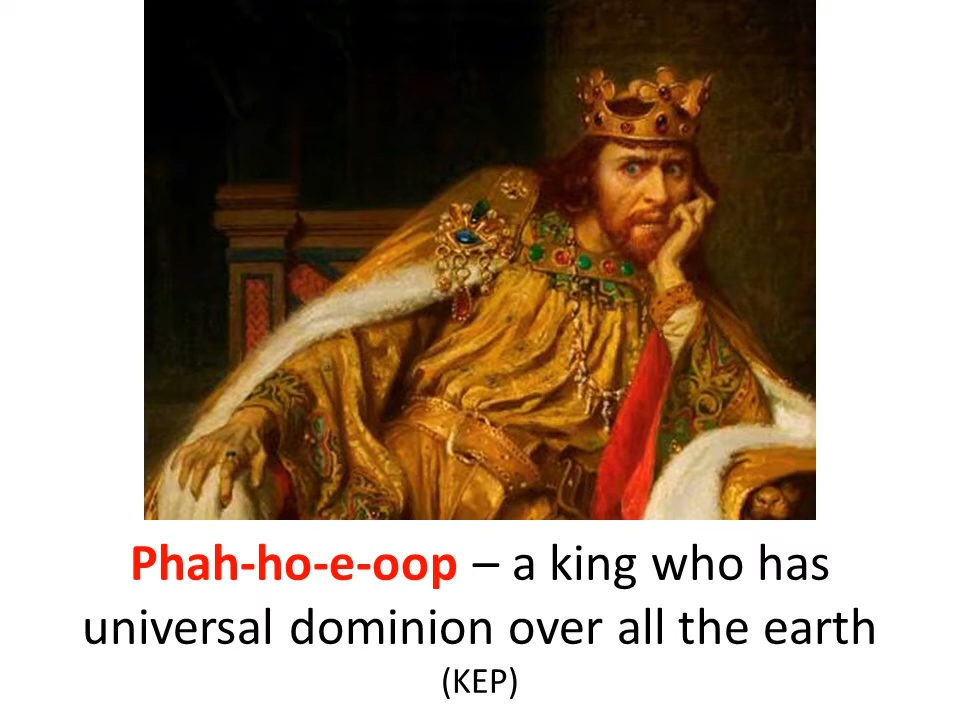 Phah-ho-e-oop – a king who has
universal dominion over all the earth
(KEP)